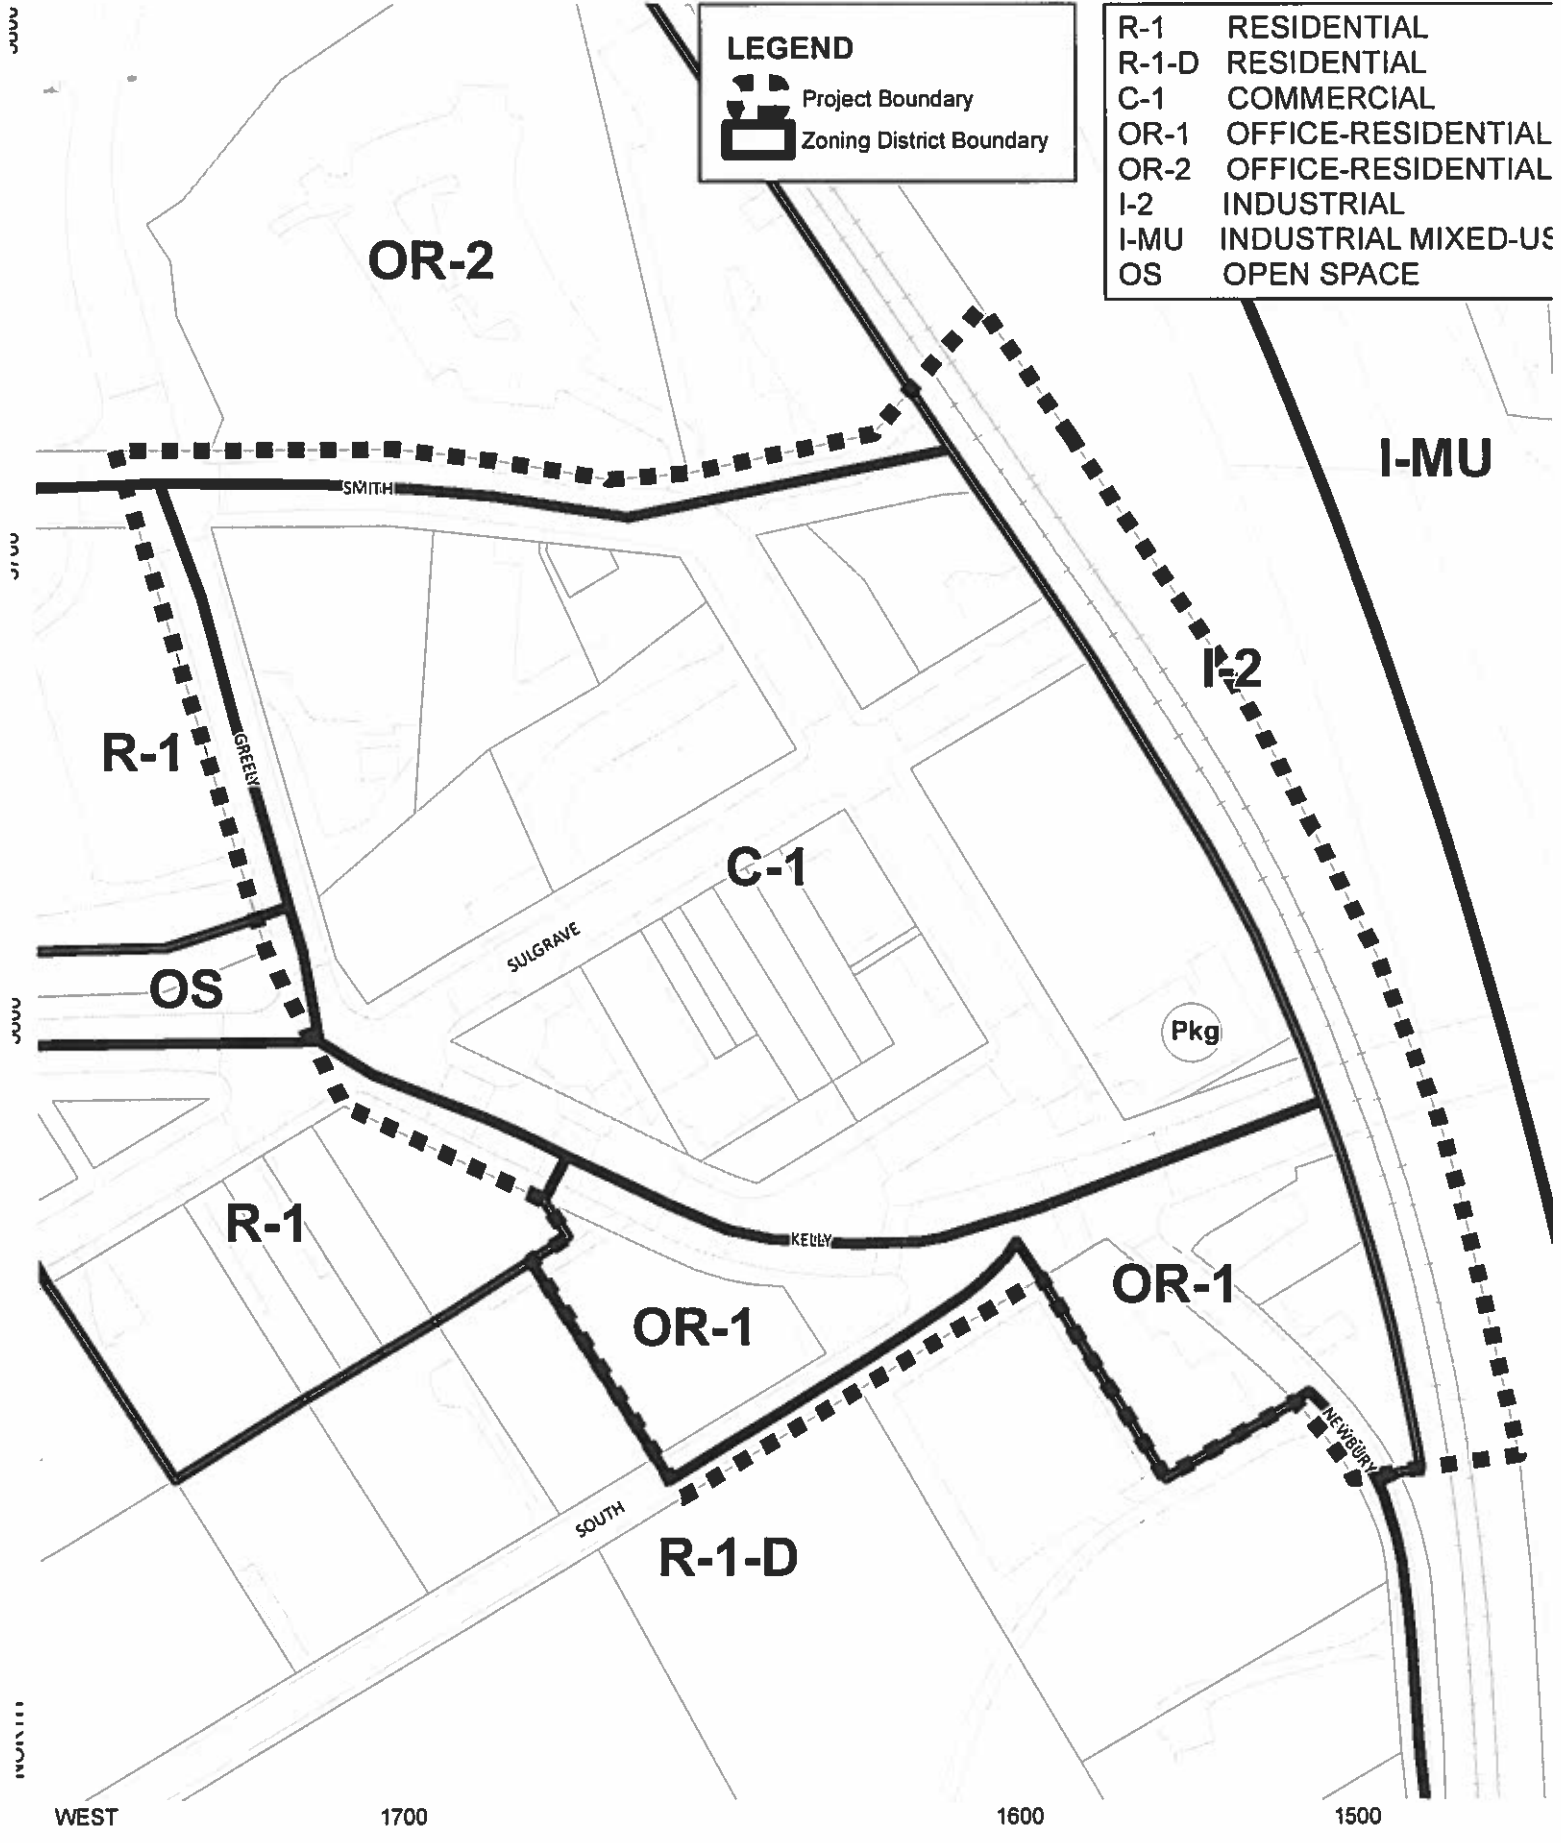 LEGEND
Project Boundary
Zoning District Boundary
R-1 RESIDENTIAL
R-1-D RESIDENTIAL
C-1 COMMERCIAL
OR-1 OFFICE-RESIDENTIAL
OR-2 OFFICE-RESIDENTIAL
I-2 INDUSTRIAL
I-MU INDUSTRIAL MIXED-US
OS OPEN SPACE
OR-2
I-MU
SMITH
I-2
R-1
GREELY
C-1
SULGRAVE
OS
Pkg
R-1
KELLY
OR-1
OR-1
NEWBURY
SOUTH
R-1-D
NORTH
WEST 1700 1600 1500